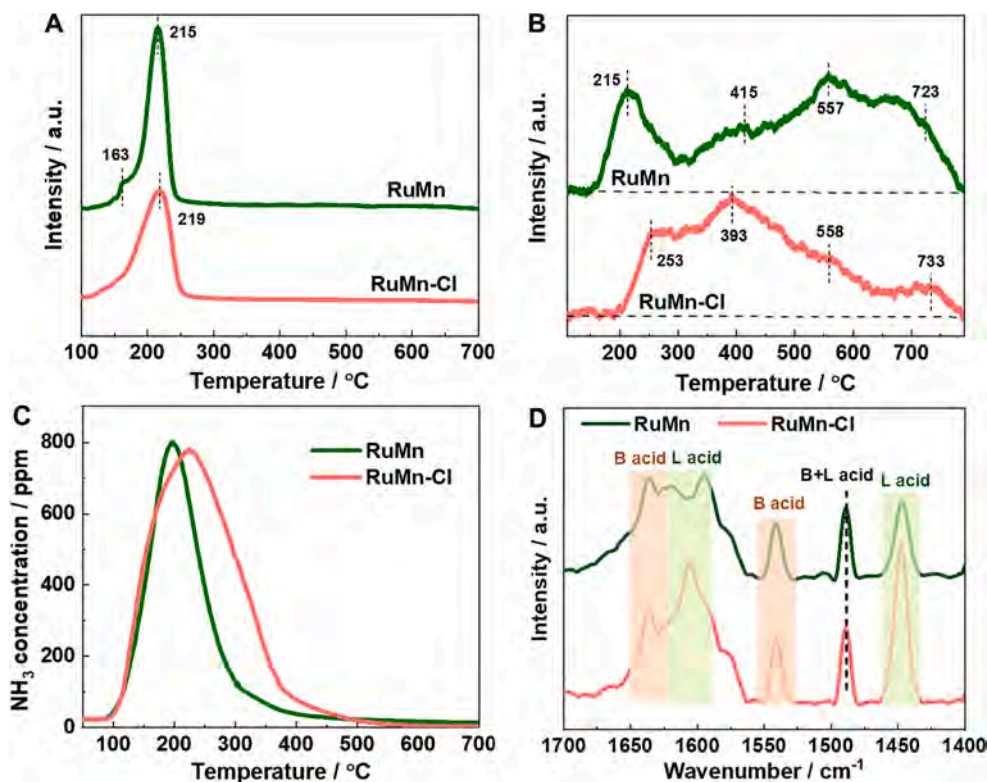 A
215
163
RuMn
219
RuMn-Cl
Intensity / a.u.
100 200 300 400 500 600 700
Temperature / °C
B
215
415
557
723
RuMn
393
253
558
733
RuMn-Cl
Intensity / a.u.
200 300 400 500 600 700
Temperature / °C
C
RuMn
RuMn-Cl
NH3 concentration / ppm
800
600
400
200
0
100 200 300 400 500 600 700
Temperature / °C
D
RuMn RuMn-Cl
B acid L acid
B acid
B+L acid
L acid
Intensity / a.u.
1700 1650 1600 1550 1500 1450 1400
Wavenumber / cm-1